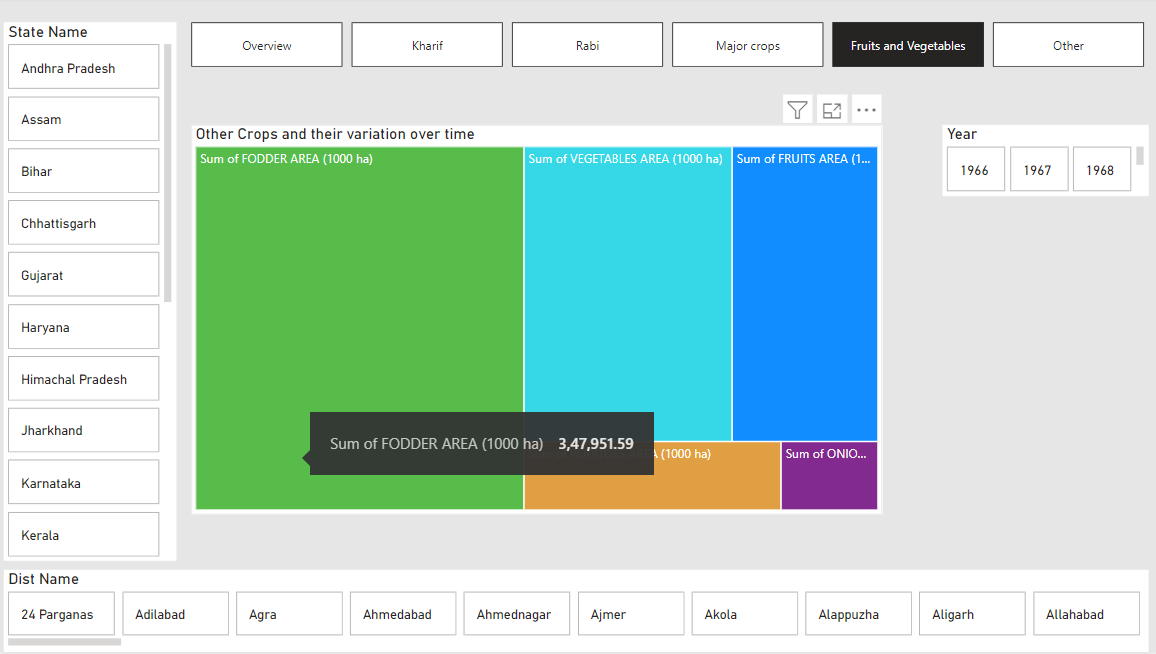 State Name
Andhra Pradesh
Assam
Bihar
Chhattisgarh
Gujarat
Haryana
Himachal Pradesh
Jharkhand
Karnataka
Kerala
Overview
Kharif
Rabi
Major crops
Fruits and Vegetables
Other
Other Crops and their variation over time
Sum of FODDER AREA (1000 ha)
Sum of VEGETABLES AREA (1000 ha)
Sum of FRUITS AREA (1...
Sum of FODDER AREA (1000 ha) 3,47,951.59
(1000 ha)
Sum of ONIO...
Year
1966
1967
1968
Dist Name
24 Parganas
Adilabad
Agra
Ahmedabad
Ahmednagar
Ajmer
Akola
Alappuzha
Aligarh
Allahabad